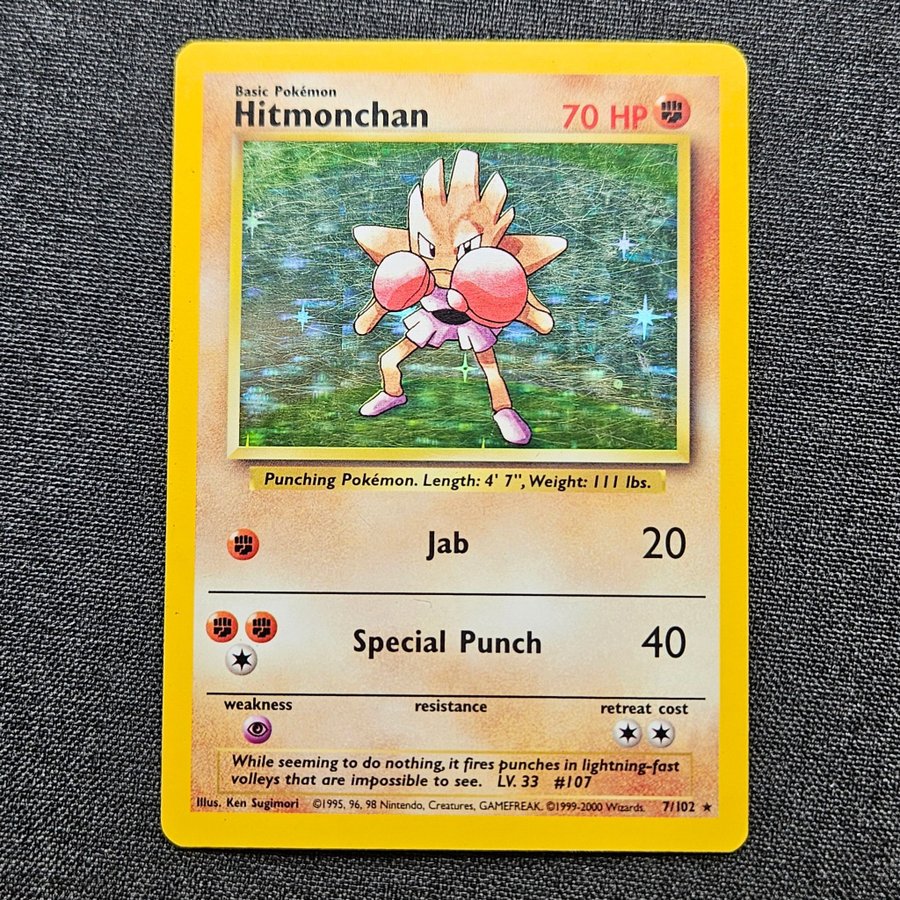 Basic Pokémon
Hitmonchan 70 HP
Punching Pokémon. Length: 4' 7", Weight: 111 lbs.
Jab 20
Special Punch 40
weakness resistance retreat cost
While seeming to do nothing, it fires punches in lightning-fast
volleys that are impossible to see. LV. 33 #107
Illus. Ken Sugimori ©1995, 96, 98 Nintendo, Creatures, GAMEFREAK. ©1999-2000 Wizards. 7/102 ★